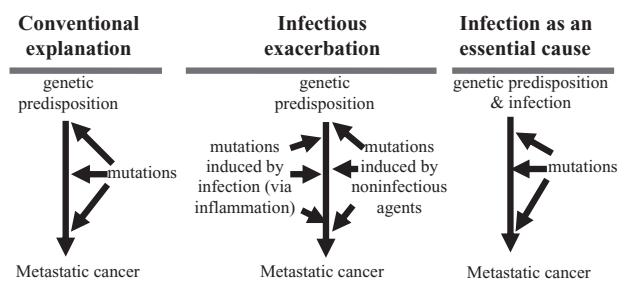 Conventional
explanation
genetic
predisposition
mutations
Metastatic cancer
Infectious
exacerbation
genetic
predisposition
mutations
induced by
infection (via
inflammation)
mutations
induced by
noninfectious
agents
Metastatic cancer
Infection as an
essential cause
genetic predisposition
& infection
mutations
Metastatic cancer